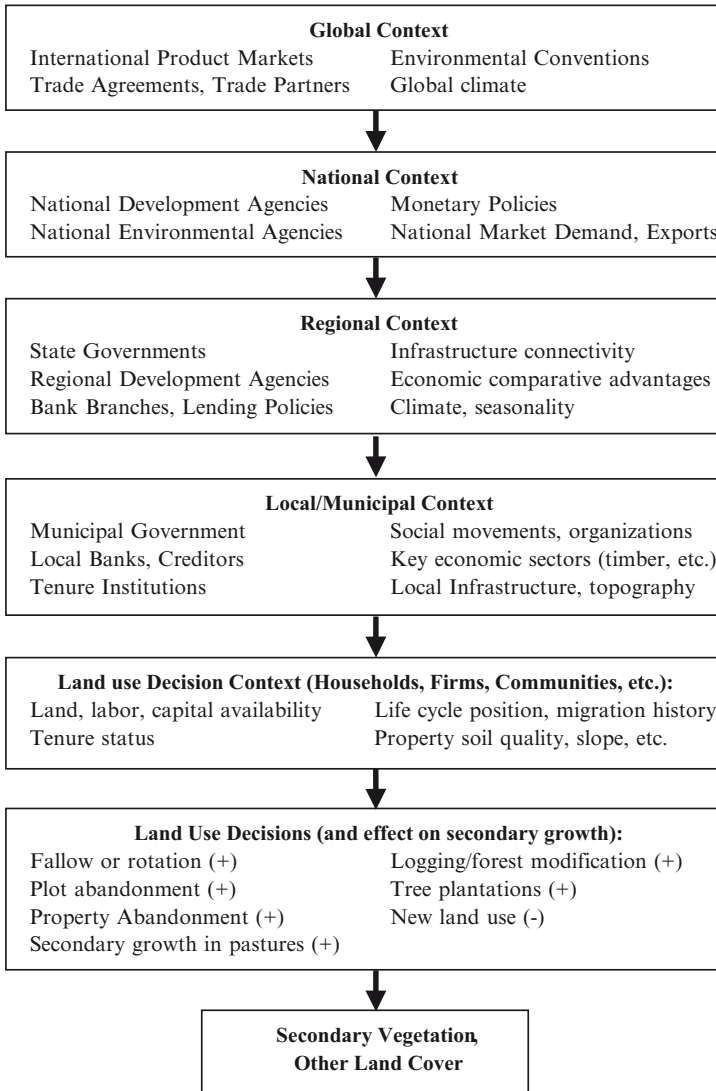 Global Context
International Product Markets Environmental Conventions
Trade Agreements, Trade Partners Global climate
National Context
National Development Agencies Monetary Policies
National Environmental Agencies National Market Demand, Exports
Regional Context
State Governments Infrastructure connectivity
Regional Development Agencies Economic comparative advantages
Bank Branches, Lending Policies Climate, seasonality
Local/Municipal Context
Municipal Government Social movements, organizations
Local Banks, Creditors Key economic sectors (timber, etc.)
Tenure Institutions Local Infrastructure, topography
Land use Decision Context (Households, Firms, Communities, etc.):
Land, labor, capital availability Life cycle position, migration history
Tenure status Property soil quality, slope, etc.
Land Use Decisions (and effect on secondary growth):
Fallow or rotation (+) Logging/forest modification (+)
Plot abandonment (+) Tree plantations (+)
Property Abandonment (+) New land use (-)
Secondary growth in pastures (+)
Secondary Vegetation,
Other Land Cover